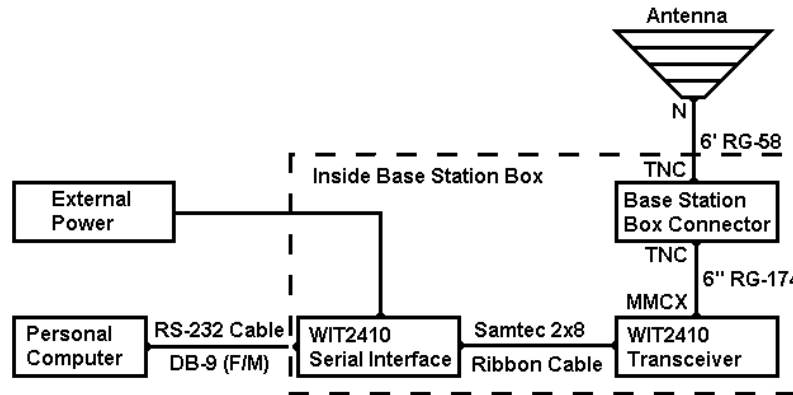 Antenna
N
6' RG-58
TNC
Inside Base Station Box
External
Power
Base Station
Box Connector
TNC
6" RG-174
MMCX
Personal
Computer
RS-232 Cable
DB-9 (F/M)
WIT2410
Serial Interface
Samtec 2x8
Ribbon Cable
WIT2410
Transceiver